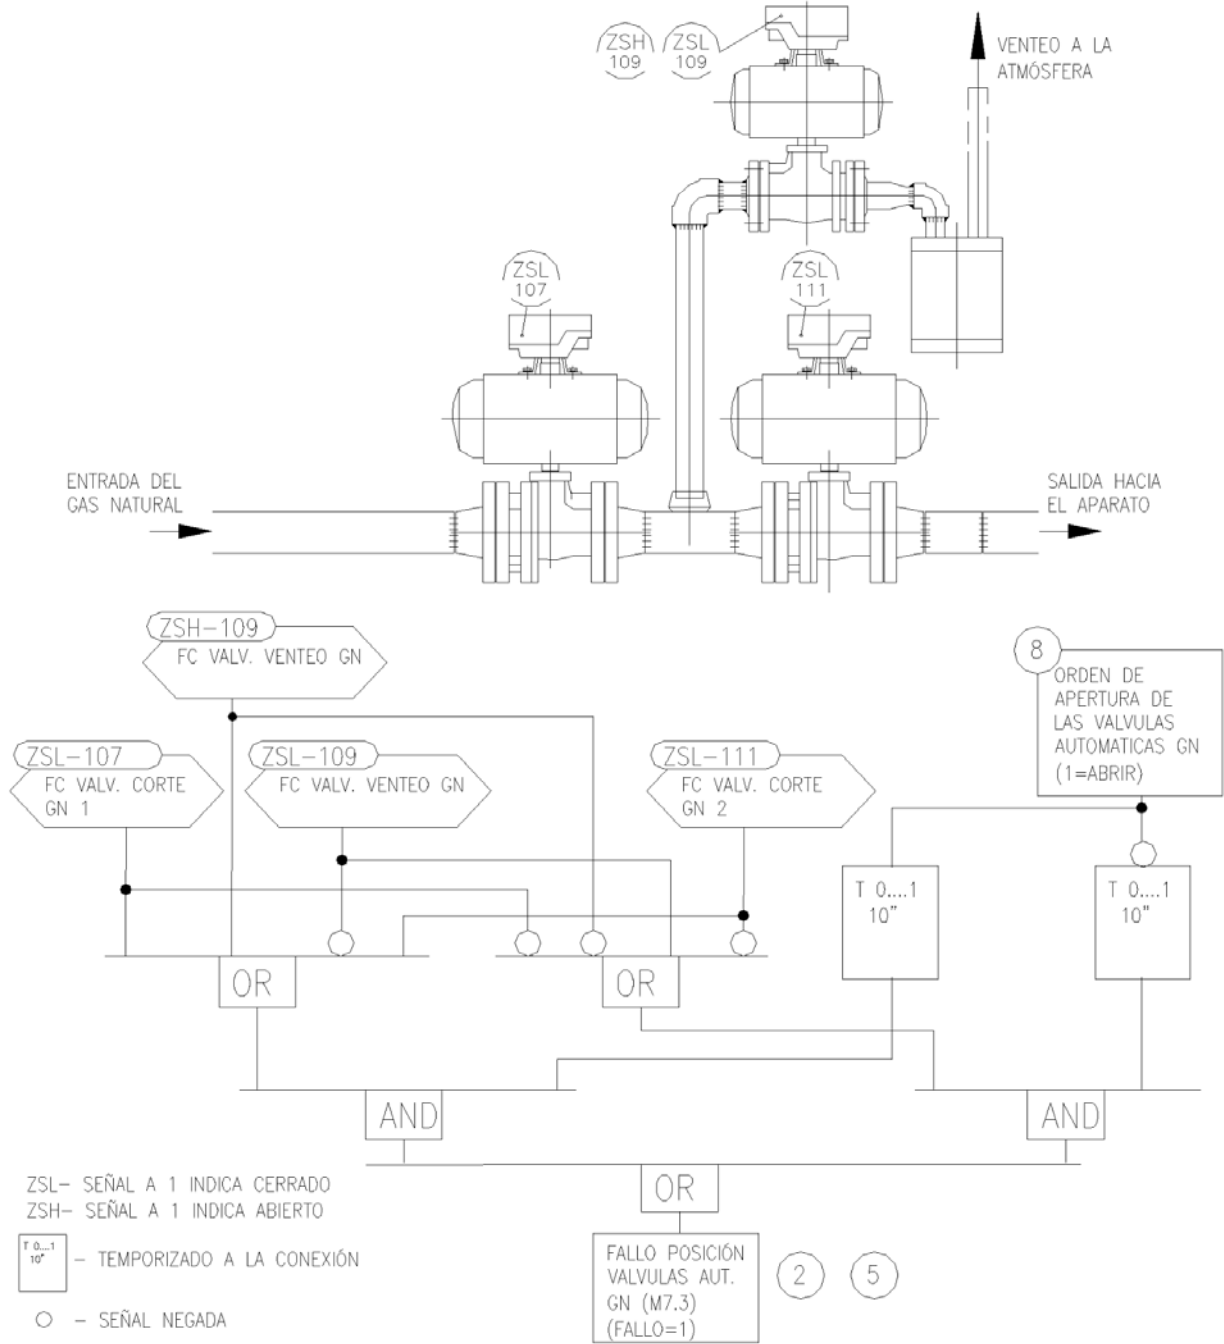 ZSH
109
ZSL
109
VENTEO A LA
ATMÓSFERA
ZSL
107
ZSL
111
ENTRADA DEL
GAS NATURAL
SALIDA HACIA
EL APARATO
ZSH-109
FC VALV. VENTEO GN
8
ORDEN DE
APERTURA DE
LAS VALVULAS
AUTOMATICAS GN
(1=ABRIR)
ZSL-107
FC VALV. CORTE
GN 1
ZSL-109
FC VALV. VENTEO GN
ZSL-111
FC VALV. CORTE
GN 2
T 0....1
10"
T 0....1
10"
OR
OR
AND
AND
OR
ZSL- SEÑAL A 1 INDICA CERRADO
ZSH- SEÑAL A 1 INDICA ABIERTO
T 0....1
10"
- TEMPORIZADO A LA CONEXIÓN
- SEÑAL NEGADA
FALLO POSICIÓN
VALVULAS AUT.
GN (M7.3)
(FALLO=1)
2
5